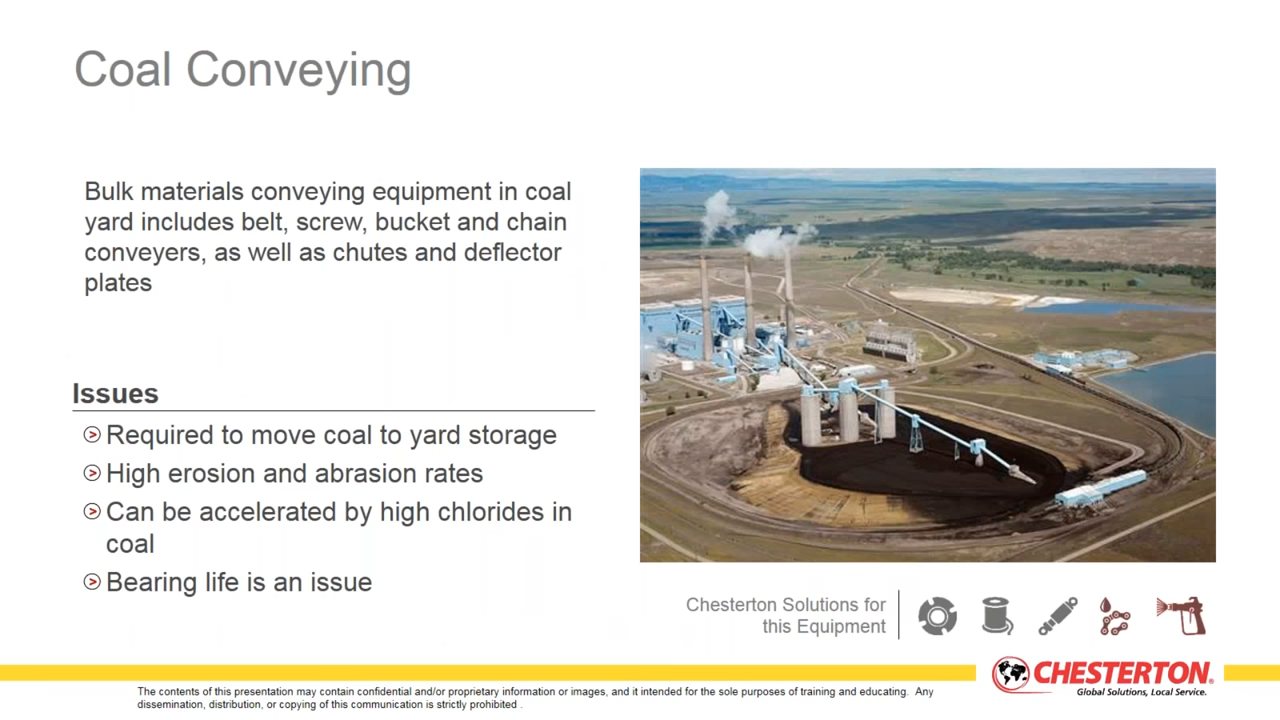 Coal Conveying
Bulk materials conveying equipment in coal
yard includes belt, screw, bucket and chain
conveyers, as well as chutes and deflector
plates
Issues
Required to move coal to yard storage
High erosion and abrasion rates
Can be accelerated by high chlorides in
coal
Bearing life is an issue
Chesterton Solutions for
this Equipment
CHESTERTON®
Global Solutions, Local Service.
The contents of this presentation may contain confidential and/or proprietary information or images, and it intended for the sole purposes of training and educating. Any
dissemination, distribution, or copying of this communication is strictly prohibited .